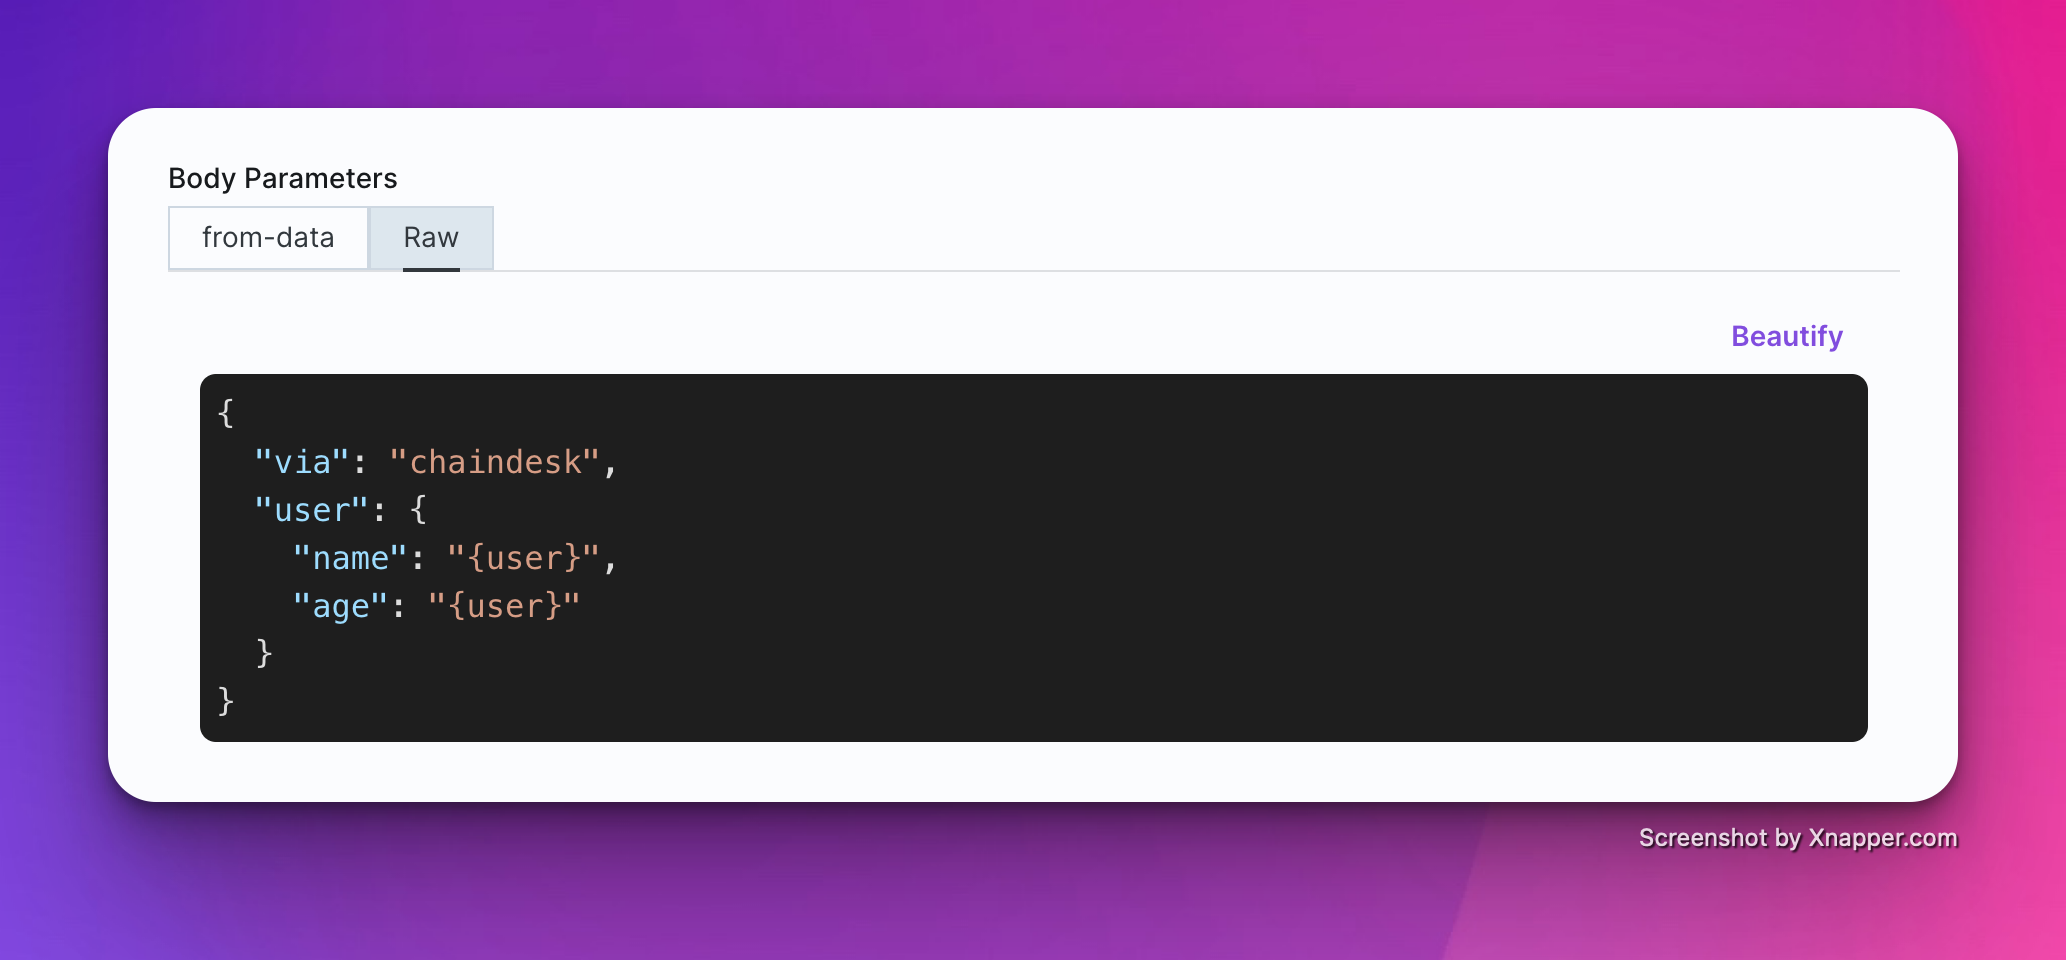 Body Parameters
from-data Raw
Beautify
{
  "via": "chaindesk",
  "user": {
    "name": "{user}",
    "age": "{user}"
  }
}
Screenshot by Xnapper.com